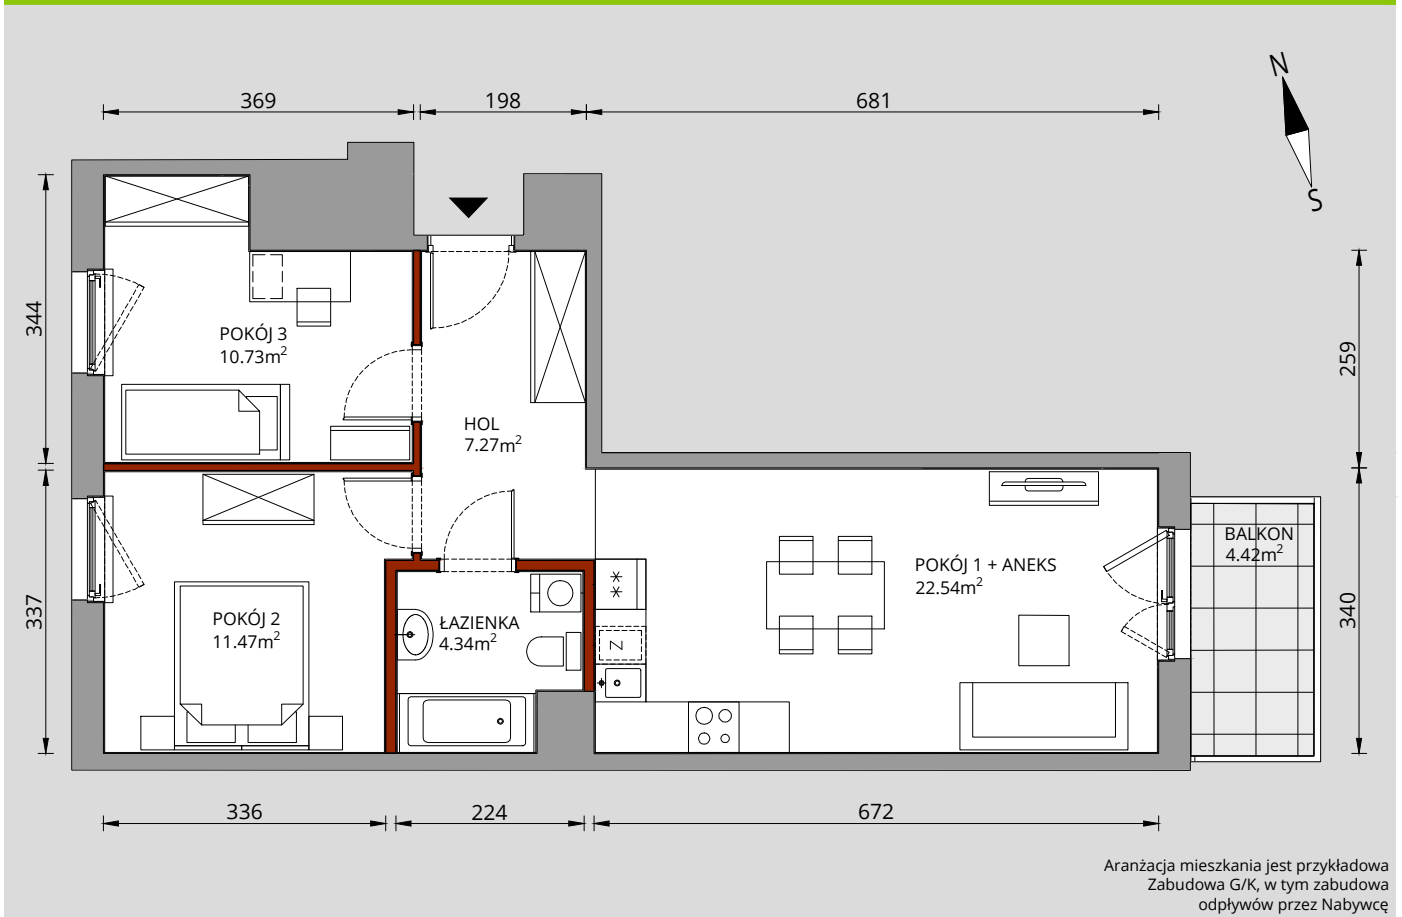 N
S
369
198
681
344
337
259
340
POKÓJ 3
10.73m²
HOL
7.27m²
BALKON
4.42m²
POKÓJ 1 + ANEKS
22.54m²
POKÓJ 2
11.47m²
ŁAZIENKA
4.34m²
**
Z
336
224
672
Aranżacja mieszkania jest przykładowa
Zabudowa G/K, w tym zabudowa
odpływów przez Nabywcę